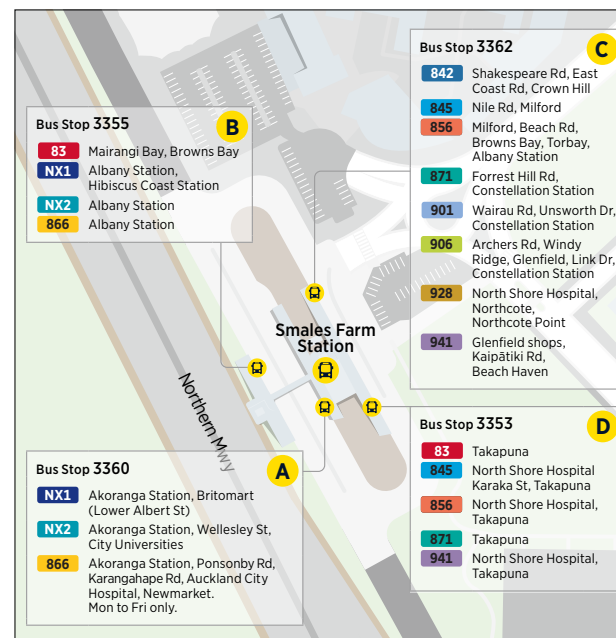 Bus Stop 3355
B
83 Mairangi Bay, Browns Bay
NX1 Albany Station,
Hibiscus Coast Station
NX2 Albany Station
866 Albany Station
Bus Stop 3362
C
842 Shakespeare Rd, East
Coast Rd, Crown Hill
845 Nile Rd, Milford
856 Milford, Beach Rd,
Browns Bay, Torbay,
Albany Station
871 Forrest Hill Rd,
Constellation Station
901 Wairau Rd, Unsworth Dr,
Constellation Station
906 Archers Rd, Windy
Ridge, Glenfield, Link Dr,
Constellation Station
928 North Shore Hospital,
Northcote,
Northcote Point
941 Glenfield shops,
Kaipātiki Rd,
Beach Haven
Smales Farm
Station
Northern Mwy
Bus Stop 3360
A
NX1 Akoranga Station, Britomart
(Lower Albert St)
NX2 Akoranga Station, Wellesley St,
City Universities
866 Akoranga Station, Ponsonby Rd,
Karangahape Rd, Auckland City
Hospital, Newmarket.
Mon to Fri only.
Bus Stop 3353
D
83 Takapuna
845 North Shore Hospital
Karaka St, Takapuna
856 North Shore Hospital,
Takapuna
871 Takapuna
941 North Shore Hospital,
Takapuna